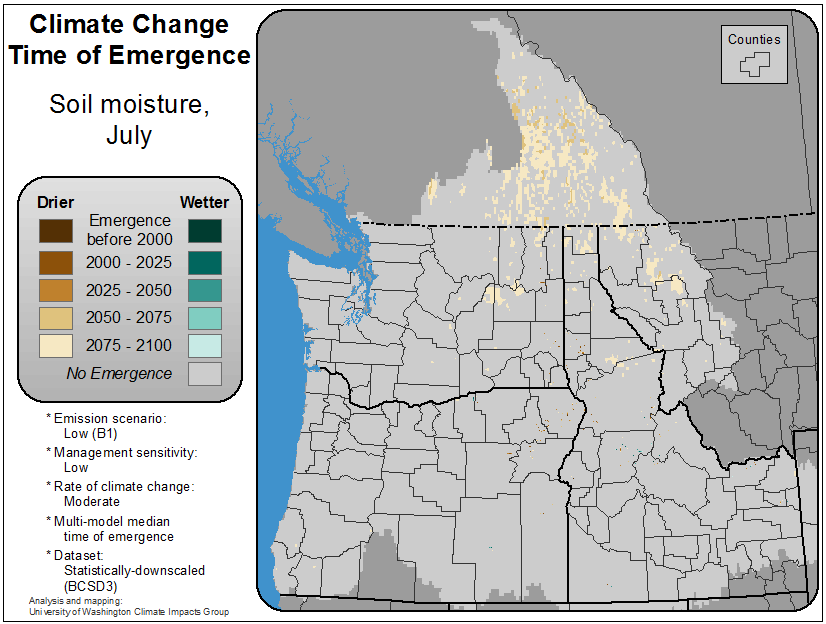 Climate Change
Time of Emergence
Soil moisture,
July
Drier Wetter
Emergence
before 2000
2000 - 2025
2025 - 2050
2050 - 2075
2075 - 2100
No Emergence
* Emission scenario:
Low (B1)
* Management sensitivity:
Low
* Rate of climate change:
Moderate
* Multi-model median
time of emergence
* Dataset:
Statistically-downscaled
(BCSD3)
Analysis and mapping:
University of Washington Climate Impacts Group
Counties